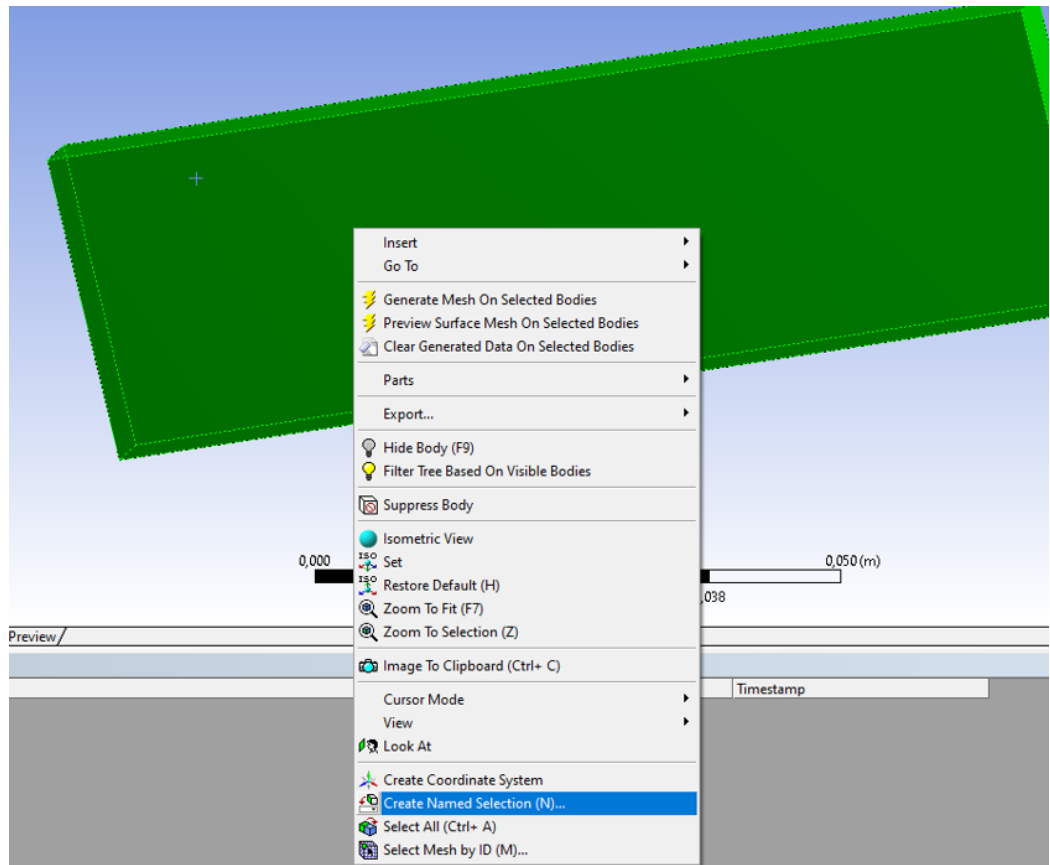 Insert
Go To
Generate Mesh On Selected Bodies
Preview Surface Mesh On Selected Bodies
Clear Generated Data On Selected Bodies
Parts
Export...
Hide Body (F9)
Filter Tree Based On Visible Bodies
Suppress Body
Isometric View
0,000
0,050 (m)
ISO Set
,038
ISO Restore Default (H)
Zoom To Fit (F7)
Zoom To Selection (Z)
Preview
Image To Clipboard (Ctrl+ C)
Timestamp
Cursor Mode
View
Look At
Create Coordinate System
Create Named Selection (N)...
Select All (Ctrl+ A)
Select Mesh by ID (M)...